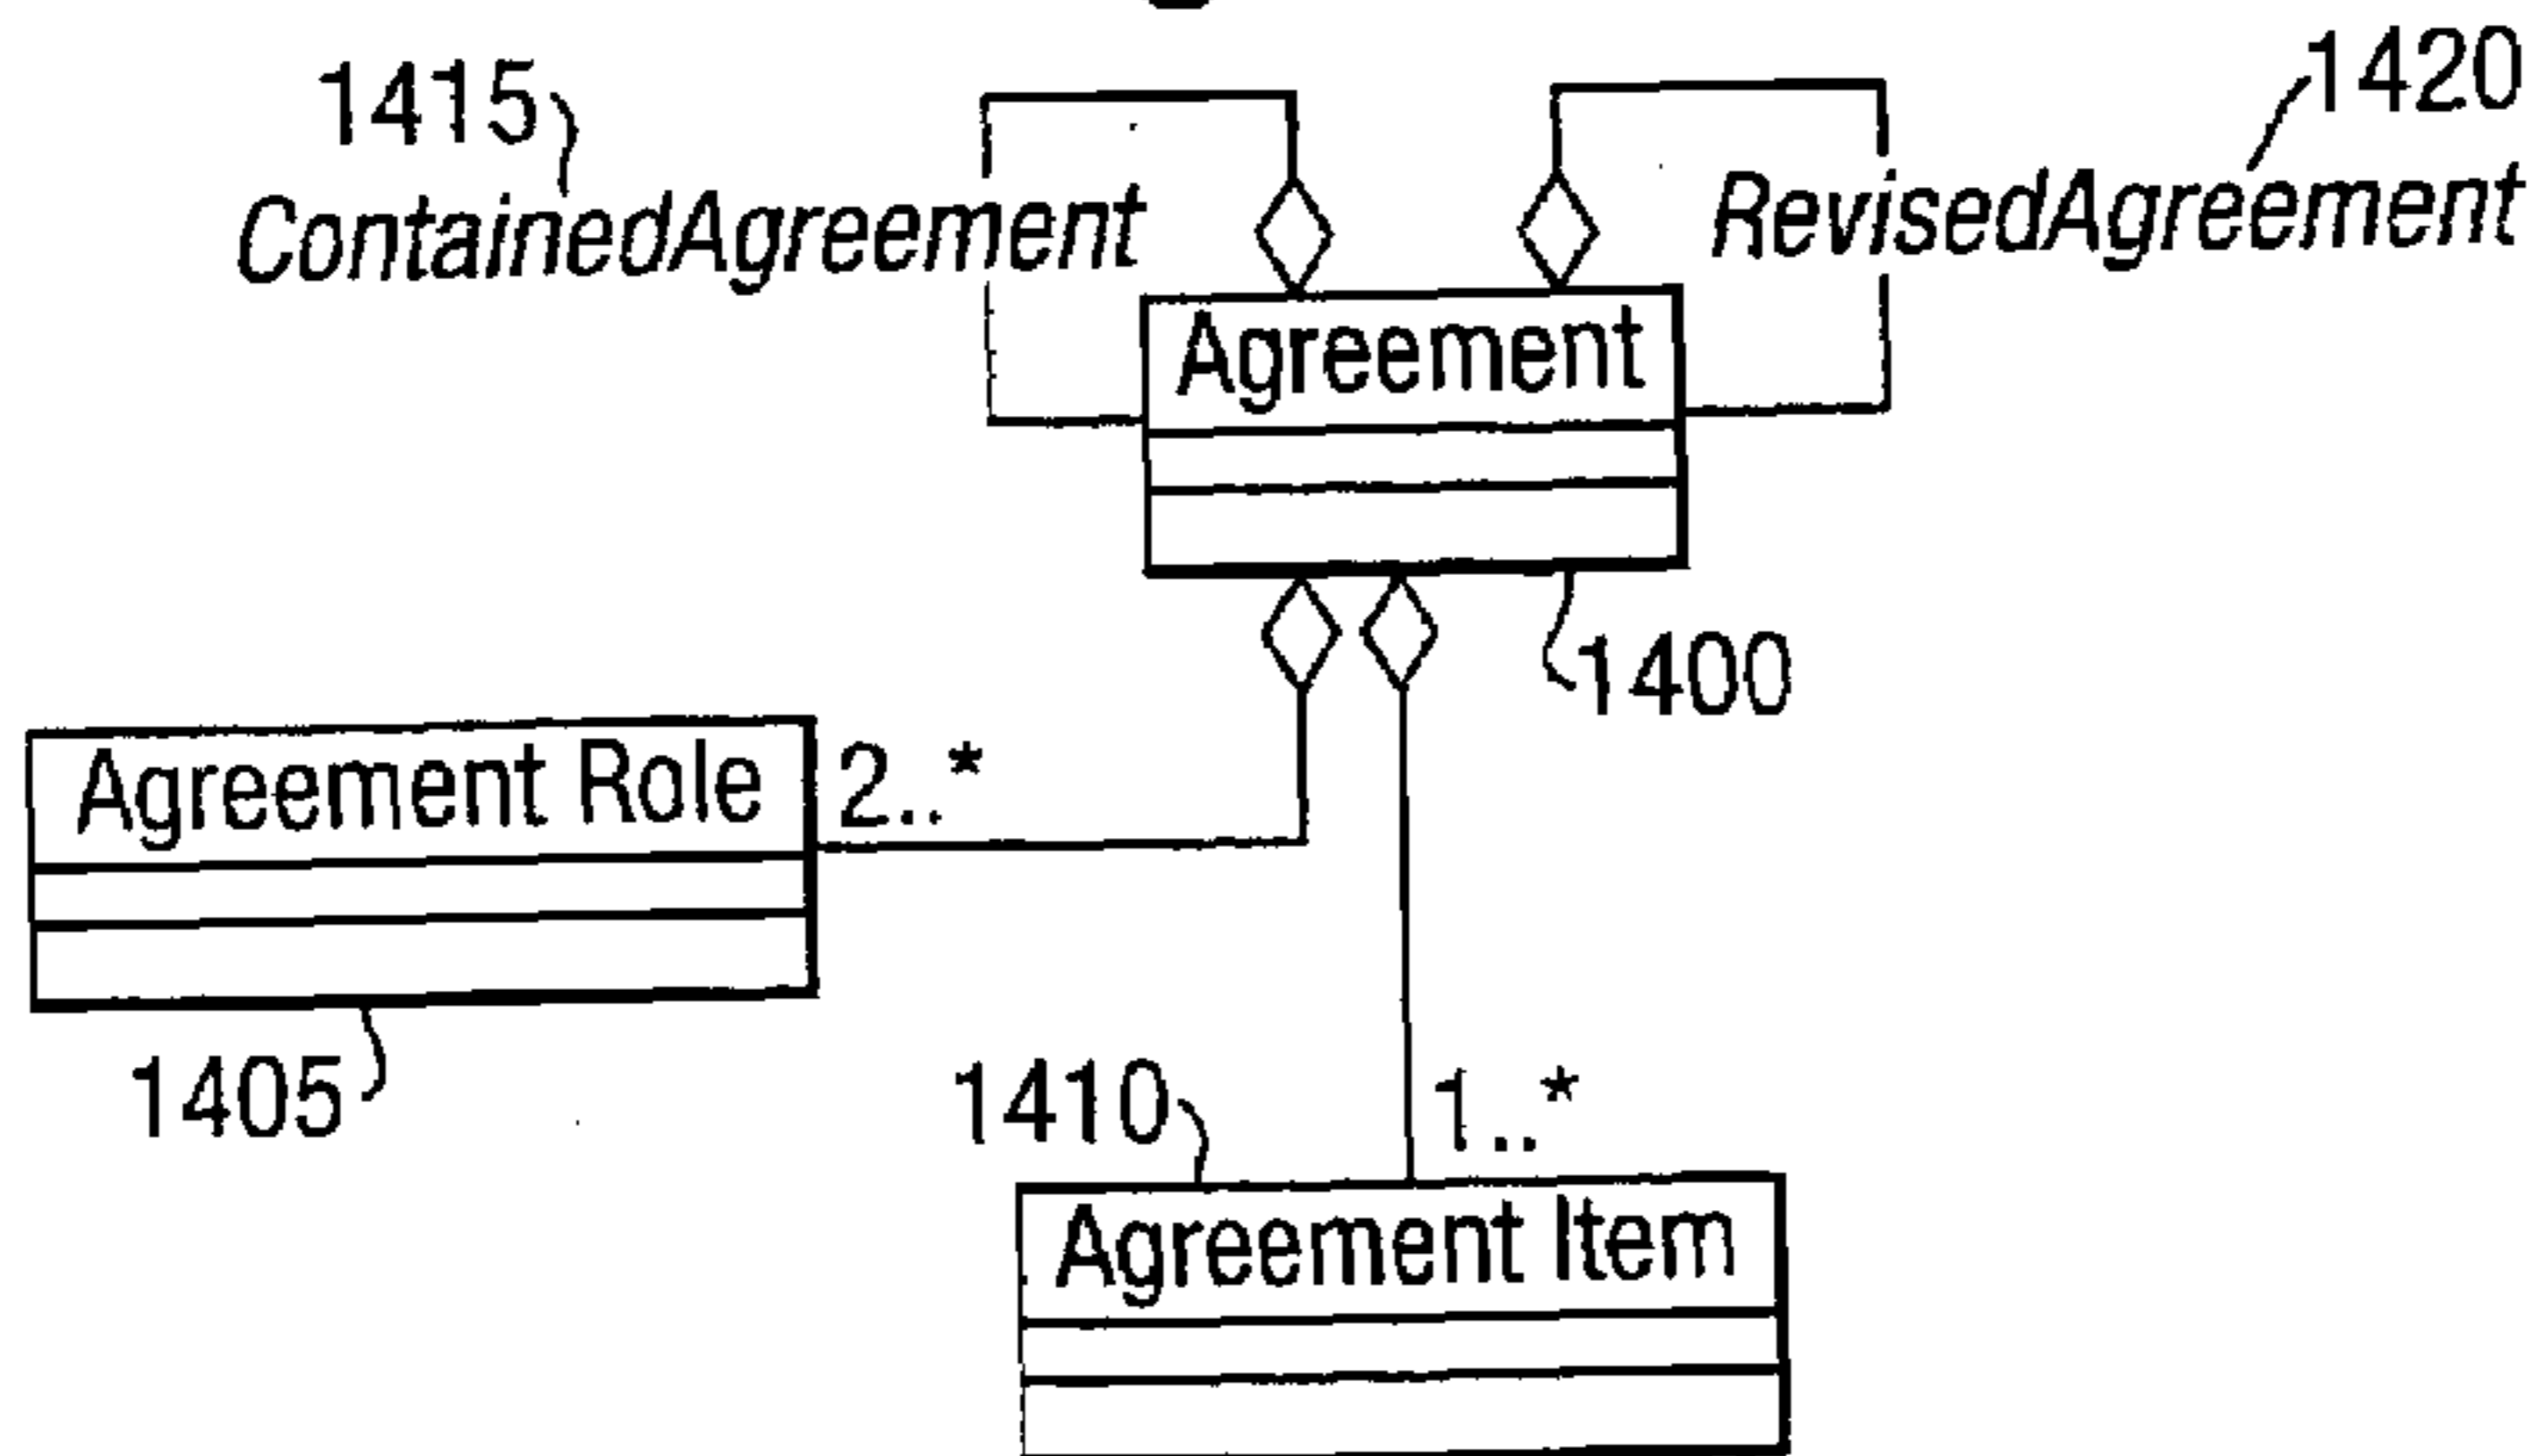 1415
1420
ContainedAgreement
RevisedAgreement
Agreement
1400
Agreement Role
2..*
1405
1410
1..*
Agreement Item